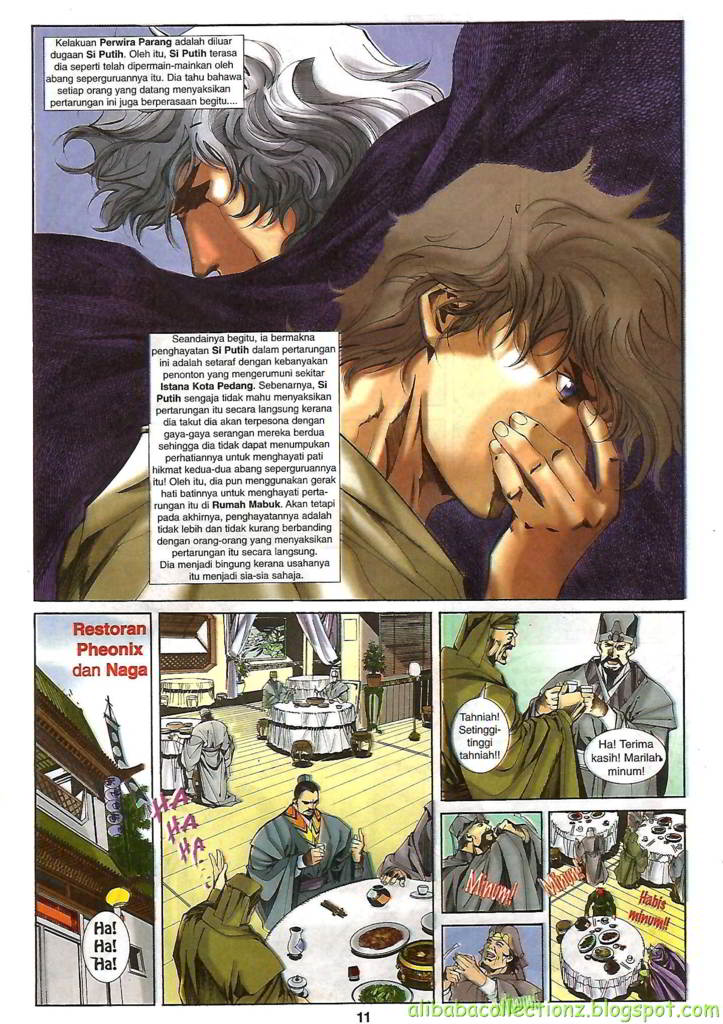 Kelakuan Perwira Parang adalah diluar
dugaan Si Putih. Oleh itu, Si Putih terasa
dia seperti telah dipermain-mainkan oleh
abang seperguruannya itu. Dia tahu bahawa
setiap orang yang datang menyaksikan
pertarungan ini juga berperasaan begitu....
Seandainya begitu, ia bermakna
penghayatan Si Putih dalam pertarungan
ini adalah setaraf dengan kebanyakan
penonton yang mengerumuni sekitar
Istana Kota Pedang. Sebenarnya, Si
Putih sengaja tidak mahu menyaksikan
pertarungan itu secara langsung kerana
dia takut dia akan terpesona dengan
gaya-gaya serangan mereka berdua
sehingga dia tidak dapat menumpukan
perhatiannya untuk menghayati pati
hikmat kedua-dua abang seperguruannya
itu! Oleh itu, dia pun menggunakan gerak
hati batinnya untuk menghayati perta-
rungan itu di Rumah Mabuk. Akan tetapi
pada akhirnya, penghayatannya adalah
tidak lebih dan tidak kurang berbanding
dengan orang-orang yang menyaksikan
pertarungan itu secara langsung.
Dia menjadi bingung kerana usahanya
itu menjadi sia-sia sahaja.
Restoran
Pheonix
dan Naga
Ha!
Ha!
Ha!
HA
HA
HA
Tahniah!
Setinggi-
tinggi
tahniah!!
Ha! Terima
kasih! Marilah
minum!
Minum!
Minum!
Minum!
Habis
minum!!
11
alibabacollectionz.blogspot.com